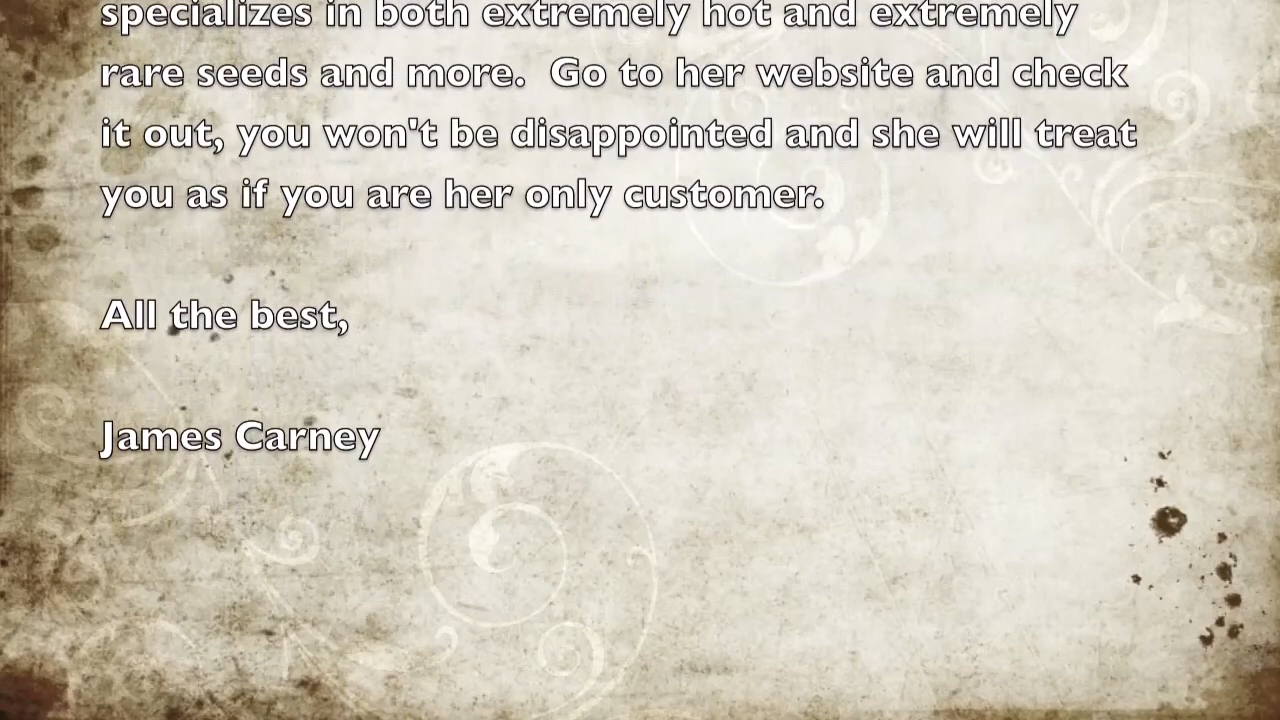 specializes in both extremely hot and extremely
rare seeds and more.  Go to her website and check
it out, you won't be disappointed and she will treat
you as if you are her only customer.
All the best,
James Carney